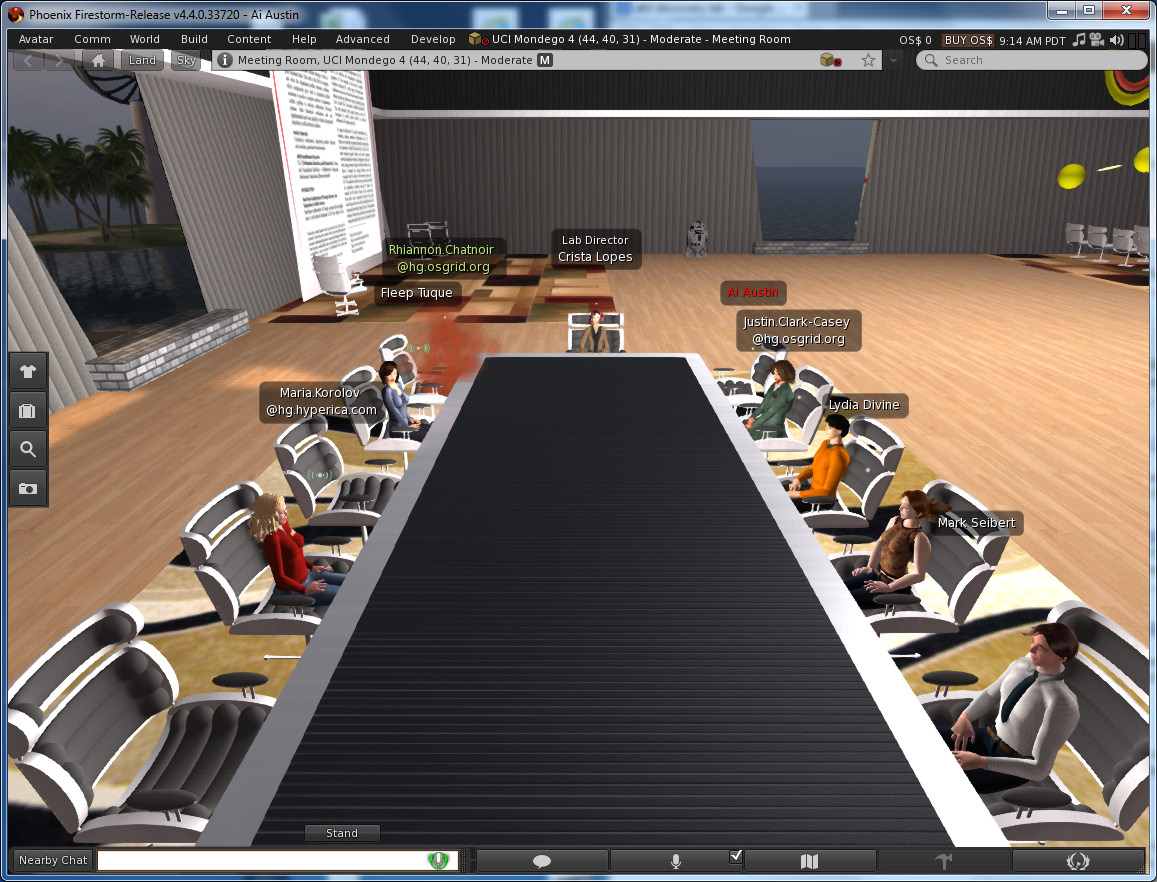 Phoenix Firestorm-Release v4.4.0.33720 - Ai Austin
Avatar Comm World Build Content Help Advanced Develop UCI Mondego 4 (44, 40, 31) - Moderate - Meeting Room OS$ 0 BUY OS$ 9:14 AM PDT
Land Sky Meeting Room, UCI Mondego 4 (44, 40, 31) - Moderate M Search
Rhiannon.Chatnoir
@hg.osgrid.org
Lab Director
Crista Lopes
Fleep Tuque
Ai Austin
Justin.Clark-Casey
@hg.osgrid.org
Maria.Korolov
@hg.hyperica.com
Lydia Divine
Mark Seibert
Stand
Nearby Chat